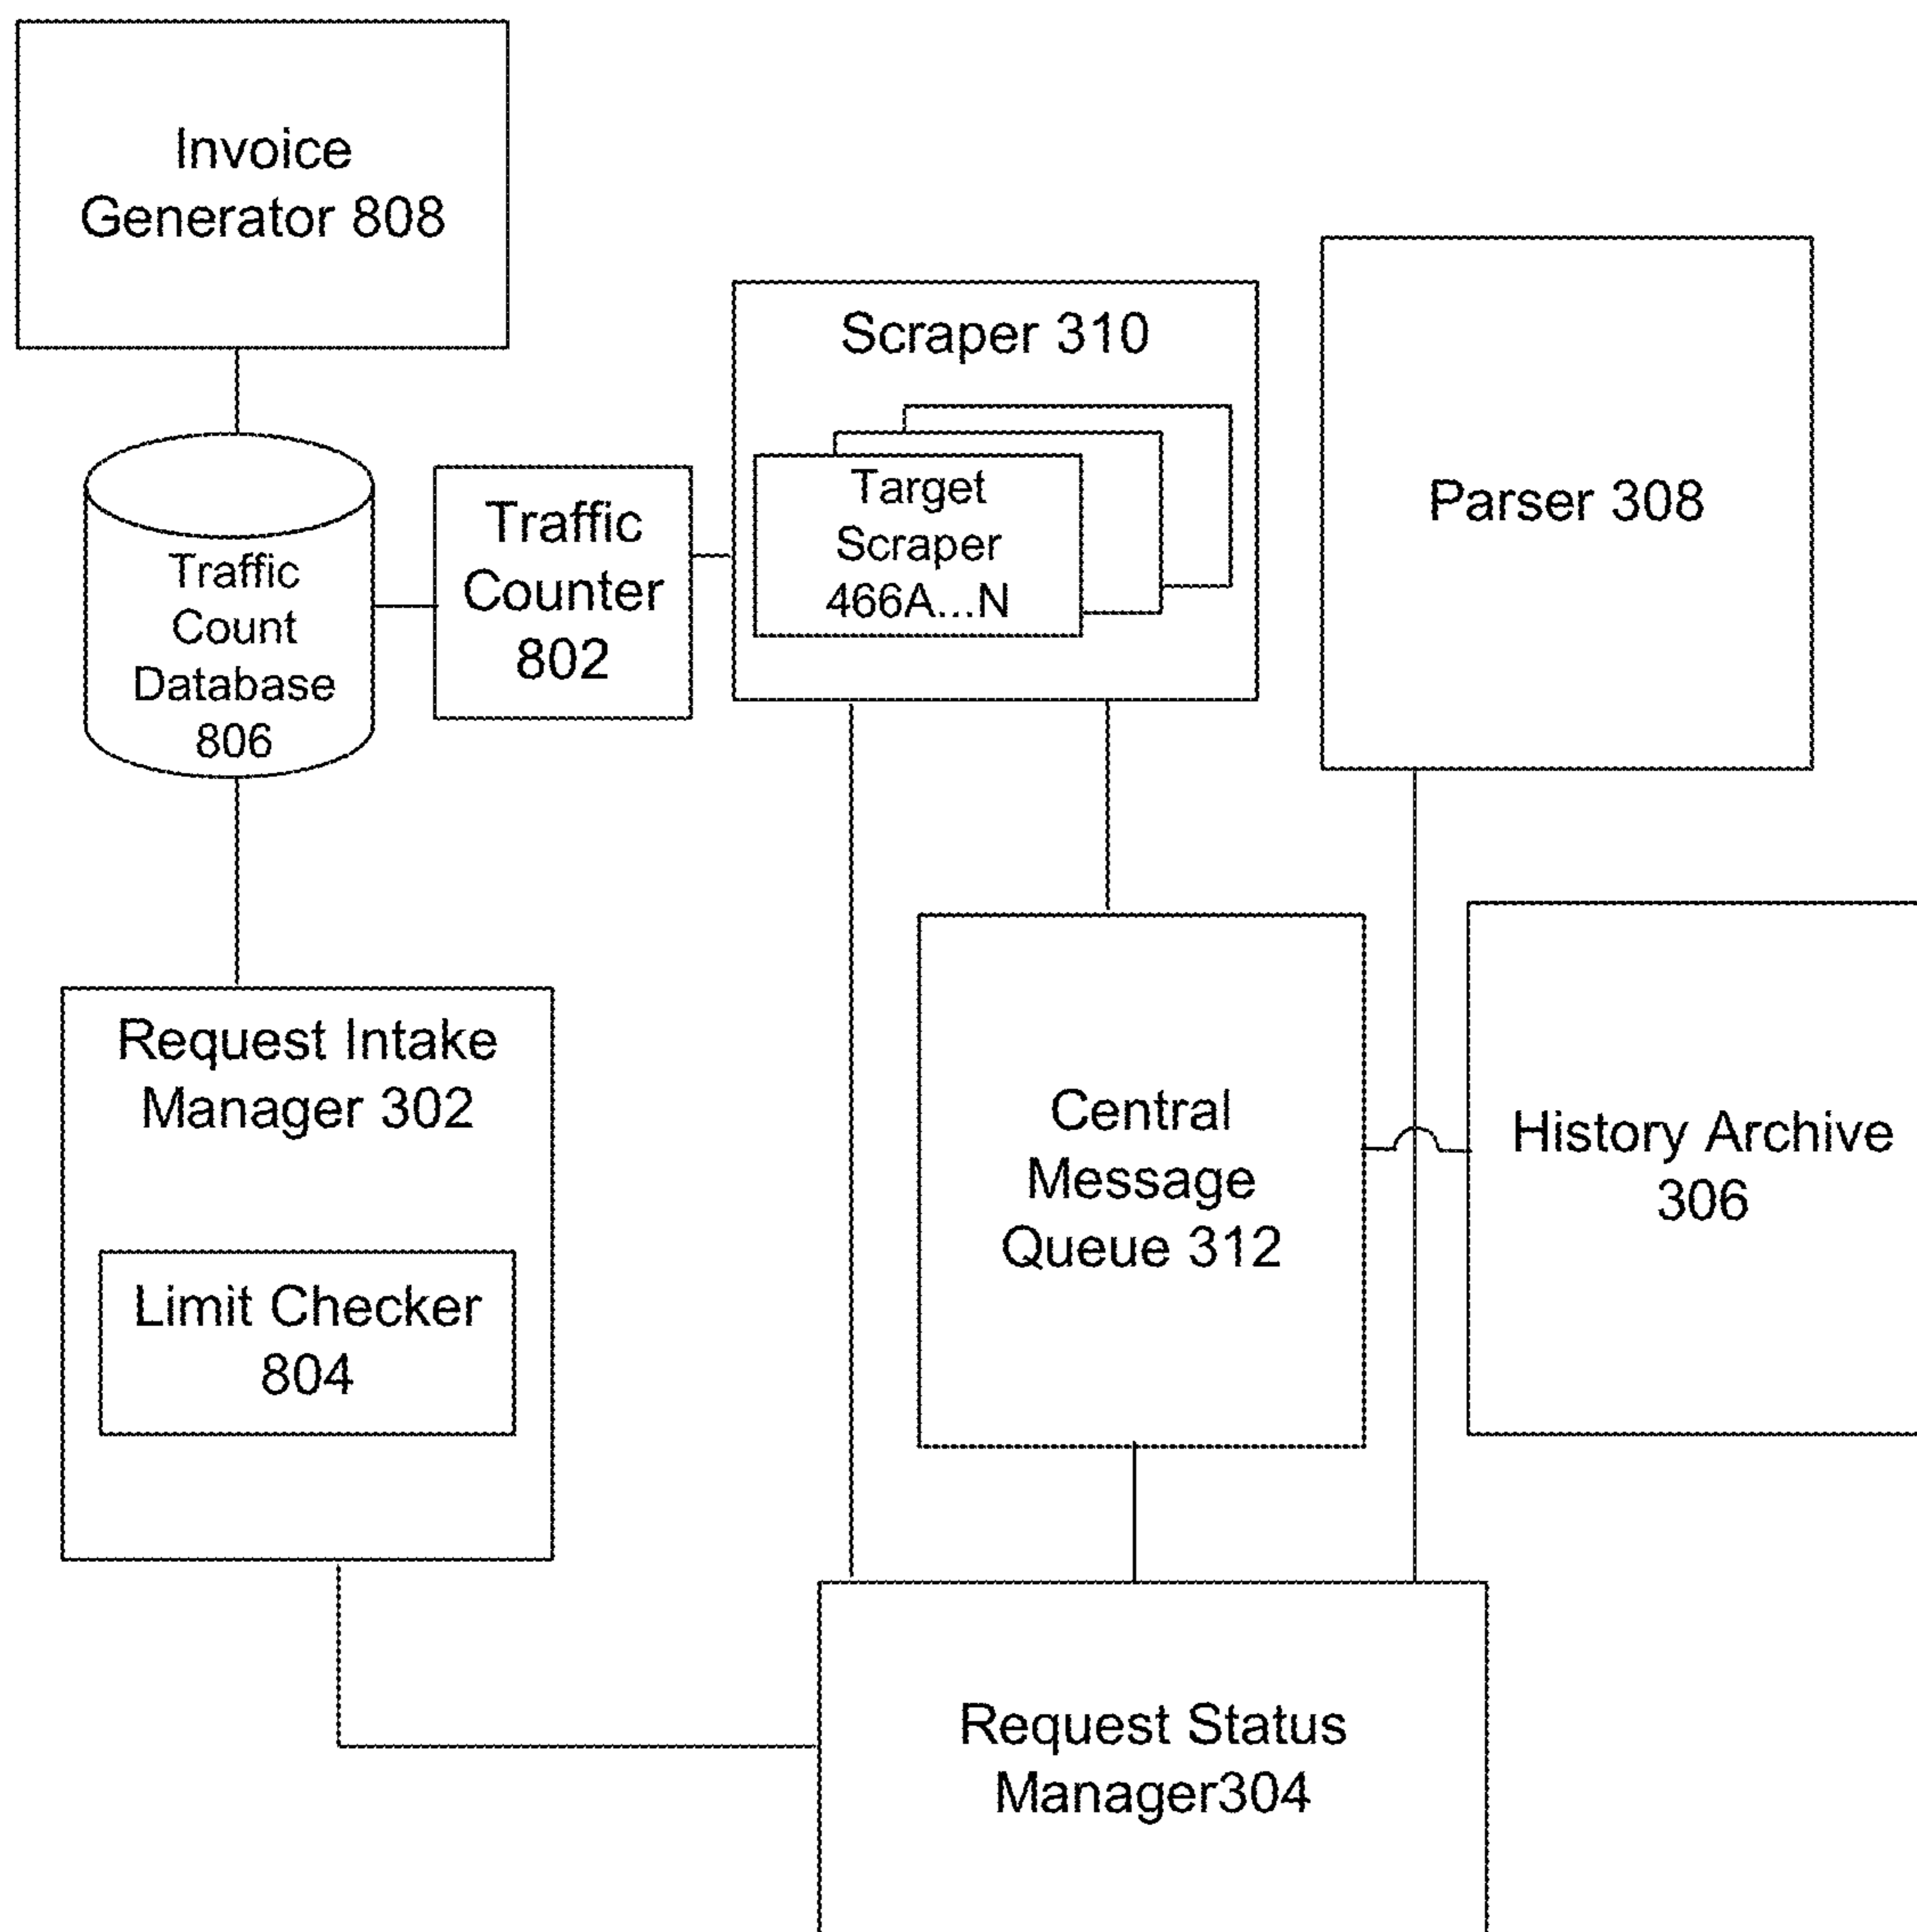 Invoice
Generator 808
Scraper 310
Target
Scraper
466A...N
Parser 308
Traffic
Counter
802
Traffic
Count
Database
806
Request Intake
Manager 302
Limit Checker
804
Central
Message
Queue 312
History Archive
306
Request Status
Manager304